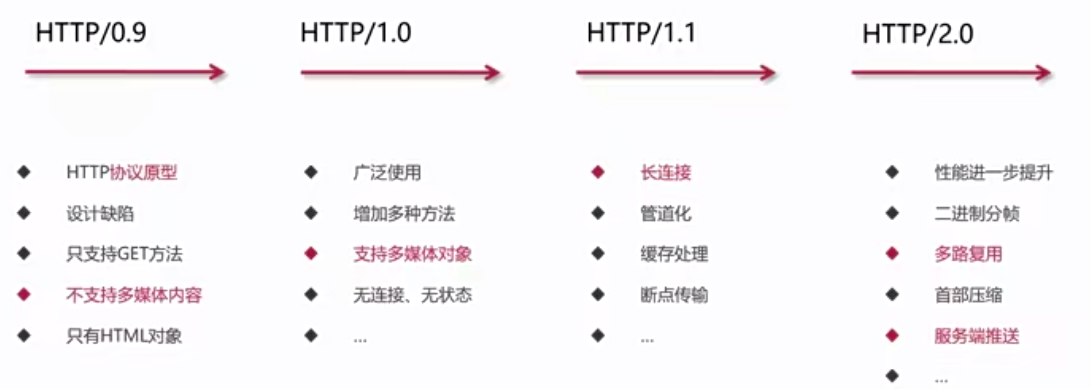 HTTP/0.9
HTTP协议原型
设计缺陷
只支持GET方法
不支持多媒体内容
只有HTML对象
HTTP/1.0
广泛使用
增加多种方法
支持多媒体对象
无连接、无状态
...
HTTP/1.1
长连接
管道化
缓存处理
断点传输
...
HTTP/2.0
性能进一步提升
二进制分帧
多路复用
首部压缩
服务端推送
...